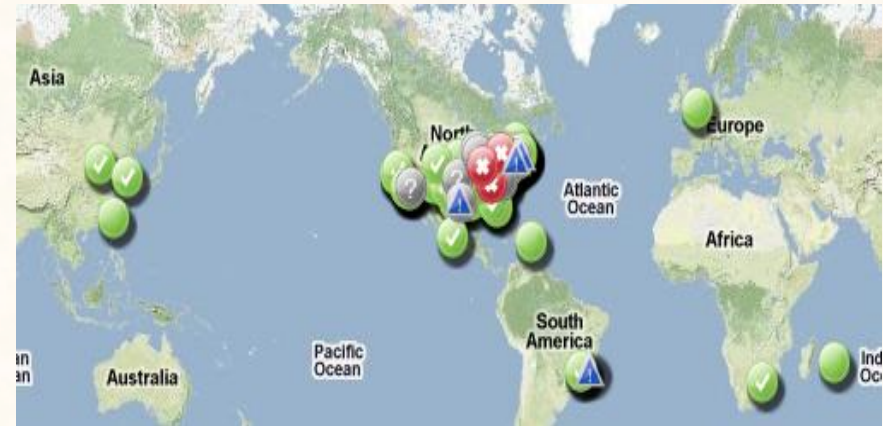 Asia
North
Europe
Atlantic
Ocean
Africa
South
America
Pacific
Ocean
Australia